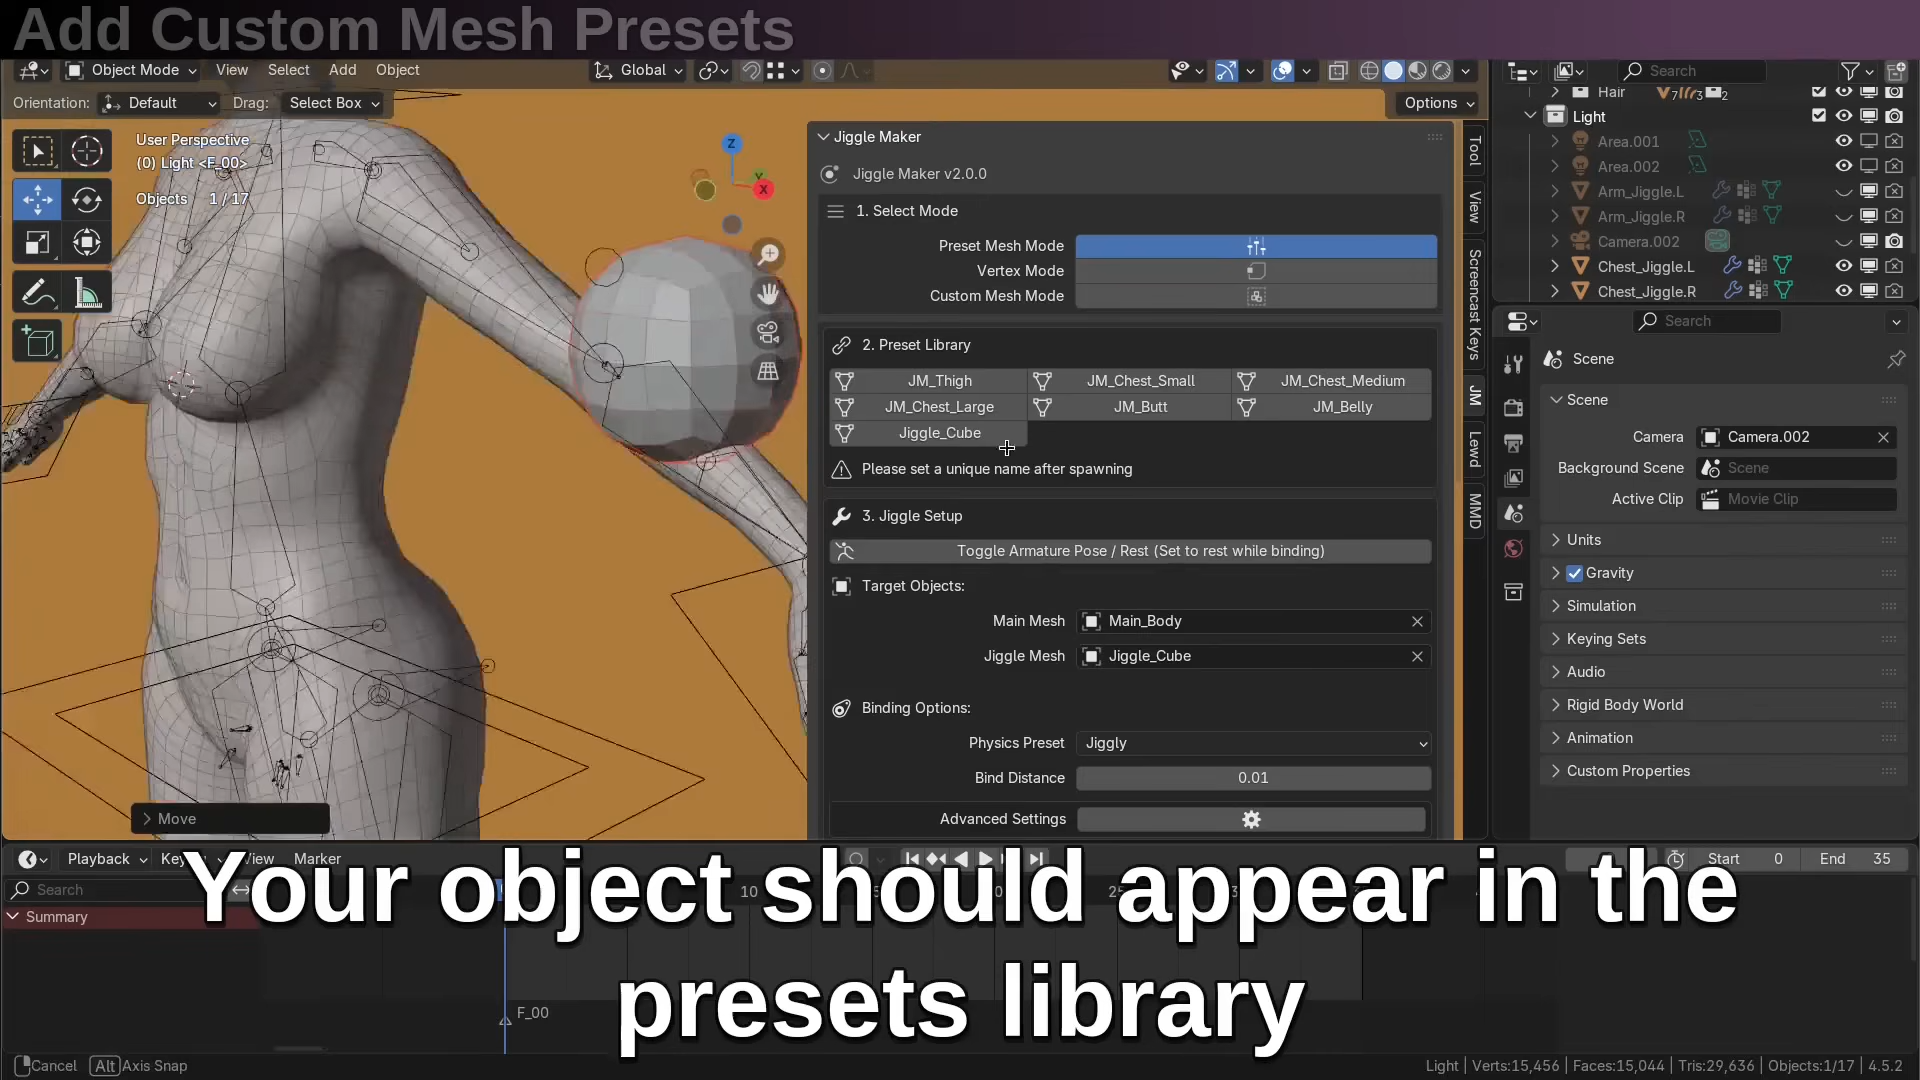 Add Custom Mesh Presets
Object Mode View Select Add Object Global
Orientation: Default Drag: Select Box Options
User Perspective
(0) Light <F_00>
Objects 1 / 17
Z
Y
X
Move
Jiggle Maker
Jiggle Maker v2.0.0
1. Select Mode
Preset Mesh Mode
Vertex Mode
Custom Mesh Mode
2. Preset Library
JM_Thigh JM_Chest_Small JM_Chest_Medium
JM_Chest_Large JM_Butt JM_Belly
Jiggle_Cube
Please set a unique name after spawning
3. Jiggle Setup
Toggle Armature Pose / Rest (Set to rest while binding)
Target Objects:
Main Mesh Main_Body
Jiggle Mesh Jiggle_Cube
Binding Options:
Physics Preset Jiggly
Bind Distance 0.01
Advanced Settings
Tool
View
Screencast Keys
JM
Lewd
MMD
Search
Hair 7 3 2
Light
Area.001
Area.002
Arm_Jiggle.L
Arm_Jiggle.R
Camera.002
Chest_Jiggle.L
Chest_Jiggle.R
Search
Scene
Scene
Camera Camera.002
Background Scene Scene
Active Clip Movie Clip
Units
Gravity
Simulation
Keying Sets
Audio
Rigid Body World
Animation
Custom Properties
Playback View Marker Start 0 End 35
Search 10
Summary
F_00
Your object should appear in the
presets library
Cancel Alt Axis Snap
Light | Verts:15,456 | Faces:15,044 | Tris:29,636 | Objects:1/17 | 4.5.2